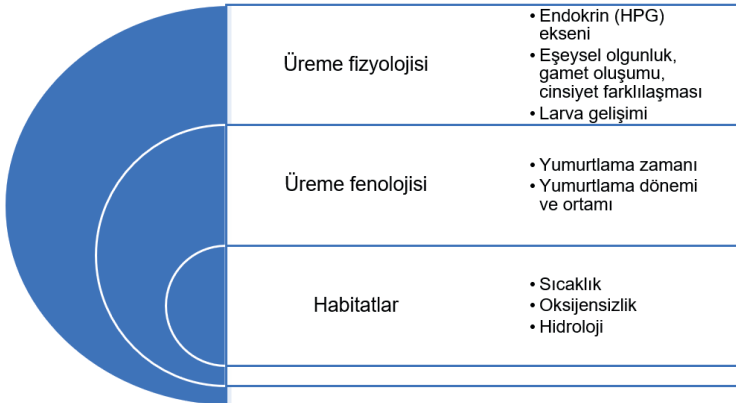 Üreme fizyolojisi
• Endokrin (HPG)
ekseni
• Eşeysel olgunluk,
gamet oluşumu,
cinsiyet farklılaşması
• Larva gelişimi
Üreme fenolojisi
• Yumurtlama zamanı
• Yumurtlama dönemi
ve ortamı
Habitatlar
• Sıcaklık
• Oksijensizlik
• Hidroloji